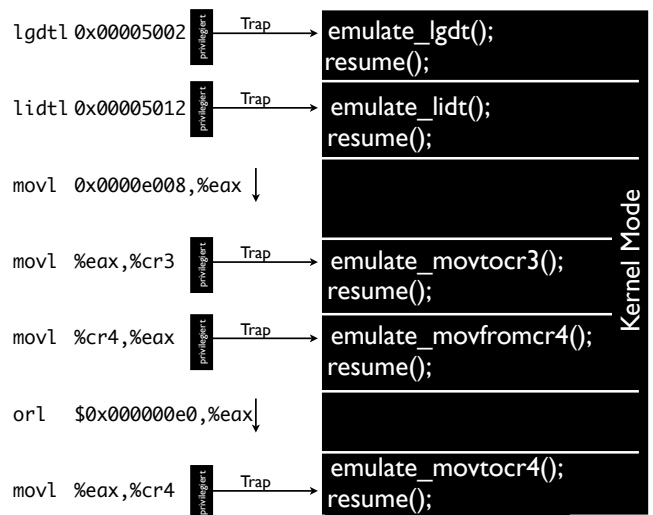 lgdtl 0x00005002 privilegiert Trap emulate_lgdt();
resume();
lidtl 0x00005012 privilegiert Trap emulate_lidt();
resume();
movl 0x0000e008,%eax
movl %eax,%cr3 privilegiert Trap emulate_movtocr3();
resume();
movl %cr4,%eax privilegiert Trap emulate_movfromcr4();
resume();
orl $0x000000e0,%eax
movl %eax,%cr4 privilegiert Trap emulate_movtocr4();
resume();
Kernel Mode